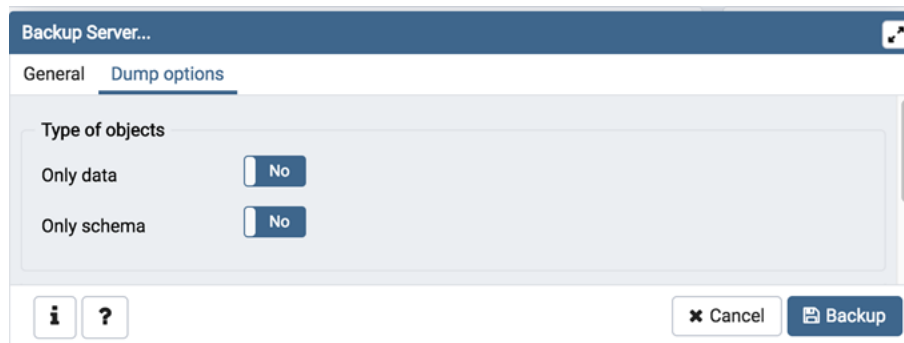 Backup Server...
General Dump options
Type of objects
Only data No
Only schema No
i ? Cancel Backup